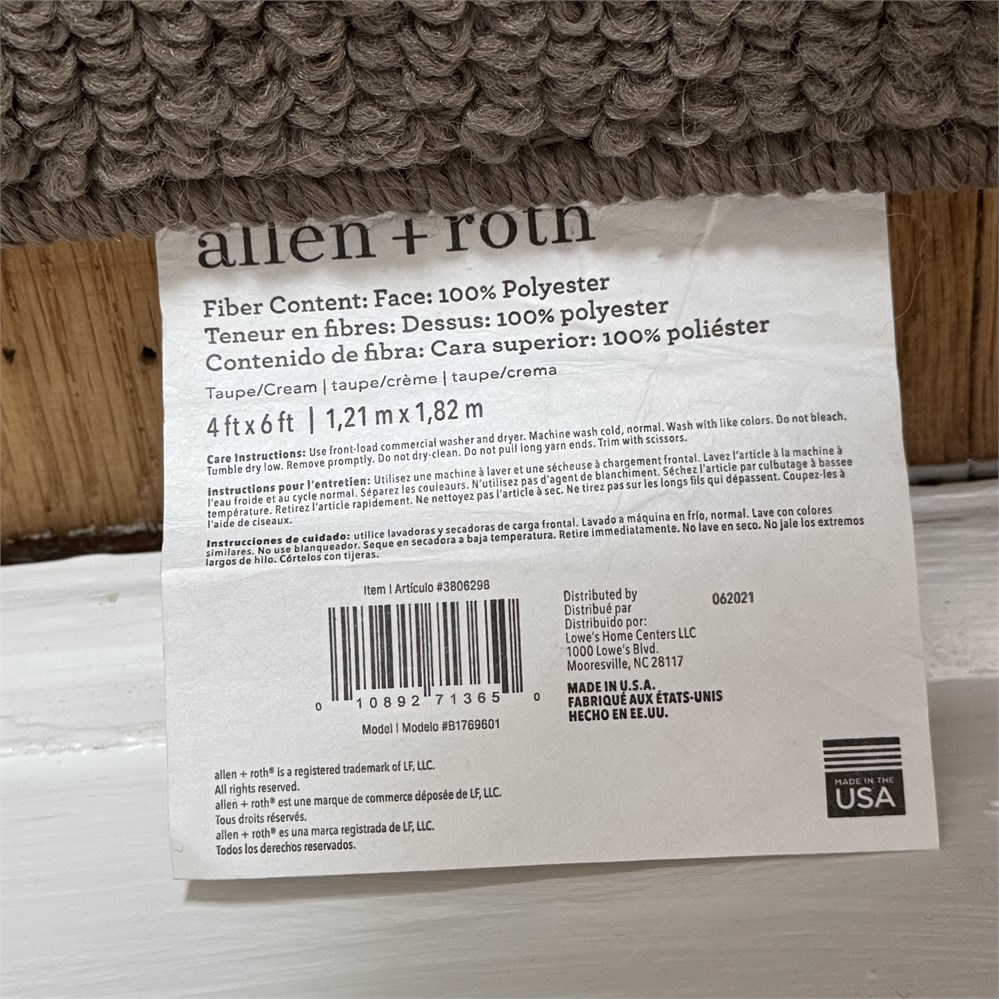 allen + roth
Fiber Content: Face: 100% Polyester
Teneur en fibres: Dessus: 100% polyester
Contenido de fibra: Cara superior: 100% poliéster
Taupe/Cream | taupe/crème | taupe/crema
4 ft x 6 ft | 1,21 m x 1,82 m
Care Instructions: Use front-load commercial washer and dryer. Machine wash cold, normal. Wash with like colors. Do not bleach.
Tumble dry low. Remove promptly. Do not dry-clean. Do not pull long yarn ends. Trim with scissors.
Instructions pour l'entretien: Utilisez une machine à laver et une sécheuse à chargement frontal. Lavez l'article à la machine à
l'eau froide et au cycle normal. Séparez les couleaurs. N'utilisez pas d'agent de blanchiment. Séchez l'article par culbutage à bassee
température. Retirez l'article rapidement. Ne nettoyez pas l'article à sec. Ne tirez pas sur les longs fils qui dépassent. Coupez-les à
l'aide de ciseaux.
Instrucciones de cuidado: utilice lavadoras y secadoras de carga frontal. Lavado a máquina en frío, normal. Lave con colores
similares. No use blanqueador. Seque en secadora a baja temperatura. Retire immediatamente. No lave en seco. No jale los extremos
largos de hilo. Córtelos con tijeras.
Item | Artículo #3806298
0 10892 71365 0
Model | Modelo #B1769601
Distributed by
Distribué par
Distribuido por:
Lowe's Home Centers LLC
1000 Lowe's Blvd.
Mooresville, NC 28117
062021
MADE IN U.S.A.
FABRIQUÉ AUX ÉTATS-UNIS
HECHO EN EE.UU.
allen + roth® is a registered trademark of LF, LLC.
All rights reserved.
allen + roth® est une marque de commerce déposée de LF, LLC.
Tous droits réservés.
allen + roth® es una marca registrada de LF, LLC.
Todos los derechos reservados.
MADE IN THE
USA